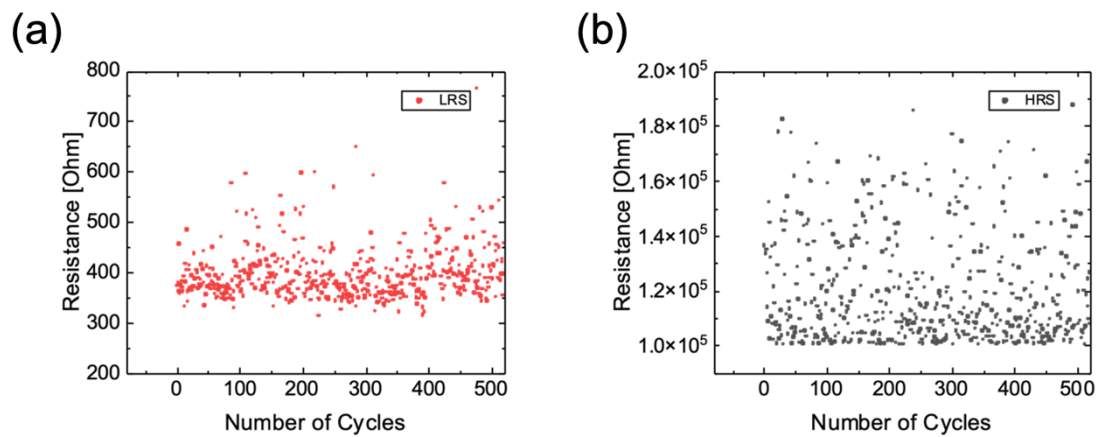 (a)
(b)
800
700
600
500
400
300
200
Resistance [Ohm]
LRS
0 100 200 300 400 500
Number of Cycles
2.0×10⁵
1.8×10⁵
1.6×10⁵
1.4×10⁵
1.2×10⁵
1.0×10⁵
Resistance [Ohm]
HRS
0 100 200 300 400 500
Number of Cycles